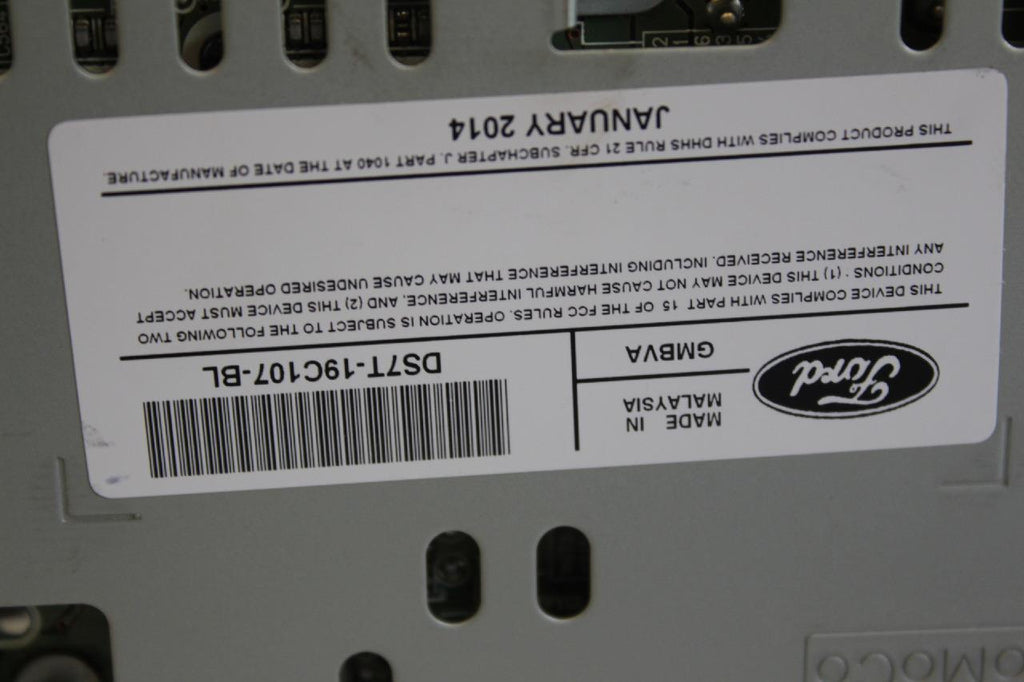 Ford
MADE IN
MALAYSIA
GMBVA
DS7T-19C107-BL
THIS DEVICE COMPLIES WITH PART 15 OF THE FCC RULES. OPERATION IS SUBJECT TO THE FOLLOWING TWO
CONDITIONS ' (1) THIS DEVICE MAY NOT CAUSE HARMFUL INTERFERENCE, AND, (2) THIS DEVICE MUST ACCEPT
ANY INTERFERENCE RECEIVED. INCLUDING INTERFERENCE THAT MAY CAUSE UNDESIRED OPERATION.
THIS PRODUCT COMPLIES WITH DHHS RULE 21 CFR. SUBCHAPTER J. PART 1040 AT THE DATE OF MANUFACTURE.
JANUARY 2014